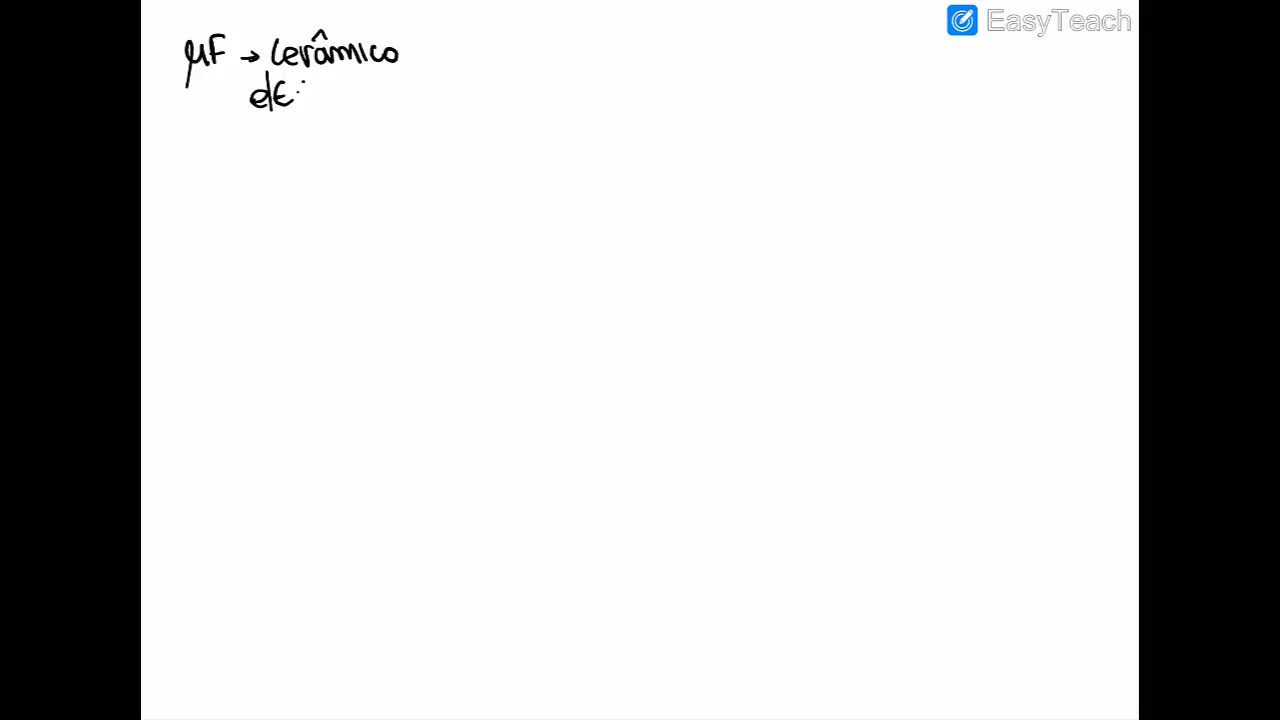 EasyTeach
µF → cerâmico
de